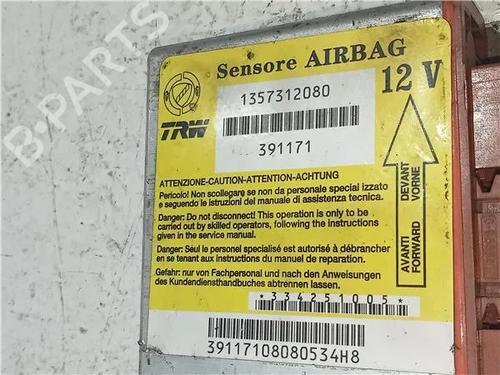 B-PARTS
Sensore AIRBAG
12 V
1357312080
TRW
391171
ATTENZIONE-CAUTION-ATTENTION-ACHTUNG
Pericolo! Non scollegare se non da personale special izzato
e seguendo le istruzioni del manuale di assistenza tecnica.
Danger: Do not disconnect! This operation is only to be
carried out by skilled operators, following the instructions
given in the service manual.
Danger: Séul le personel specialisé est autorisé à débrancher
en se tenant aux instructions du manuel de reparation.
Gefahr: nur von Fachpersonal und nach den Anweisungen
des Kundendiensthandbuches abtrennen lassen.
AVANTI DEVANT
FORWARD VORNE
*334251005*
39117108080534H8